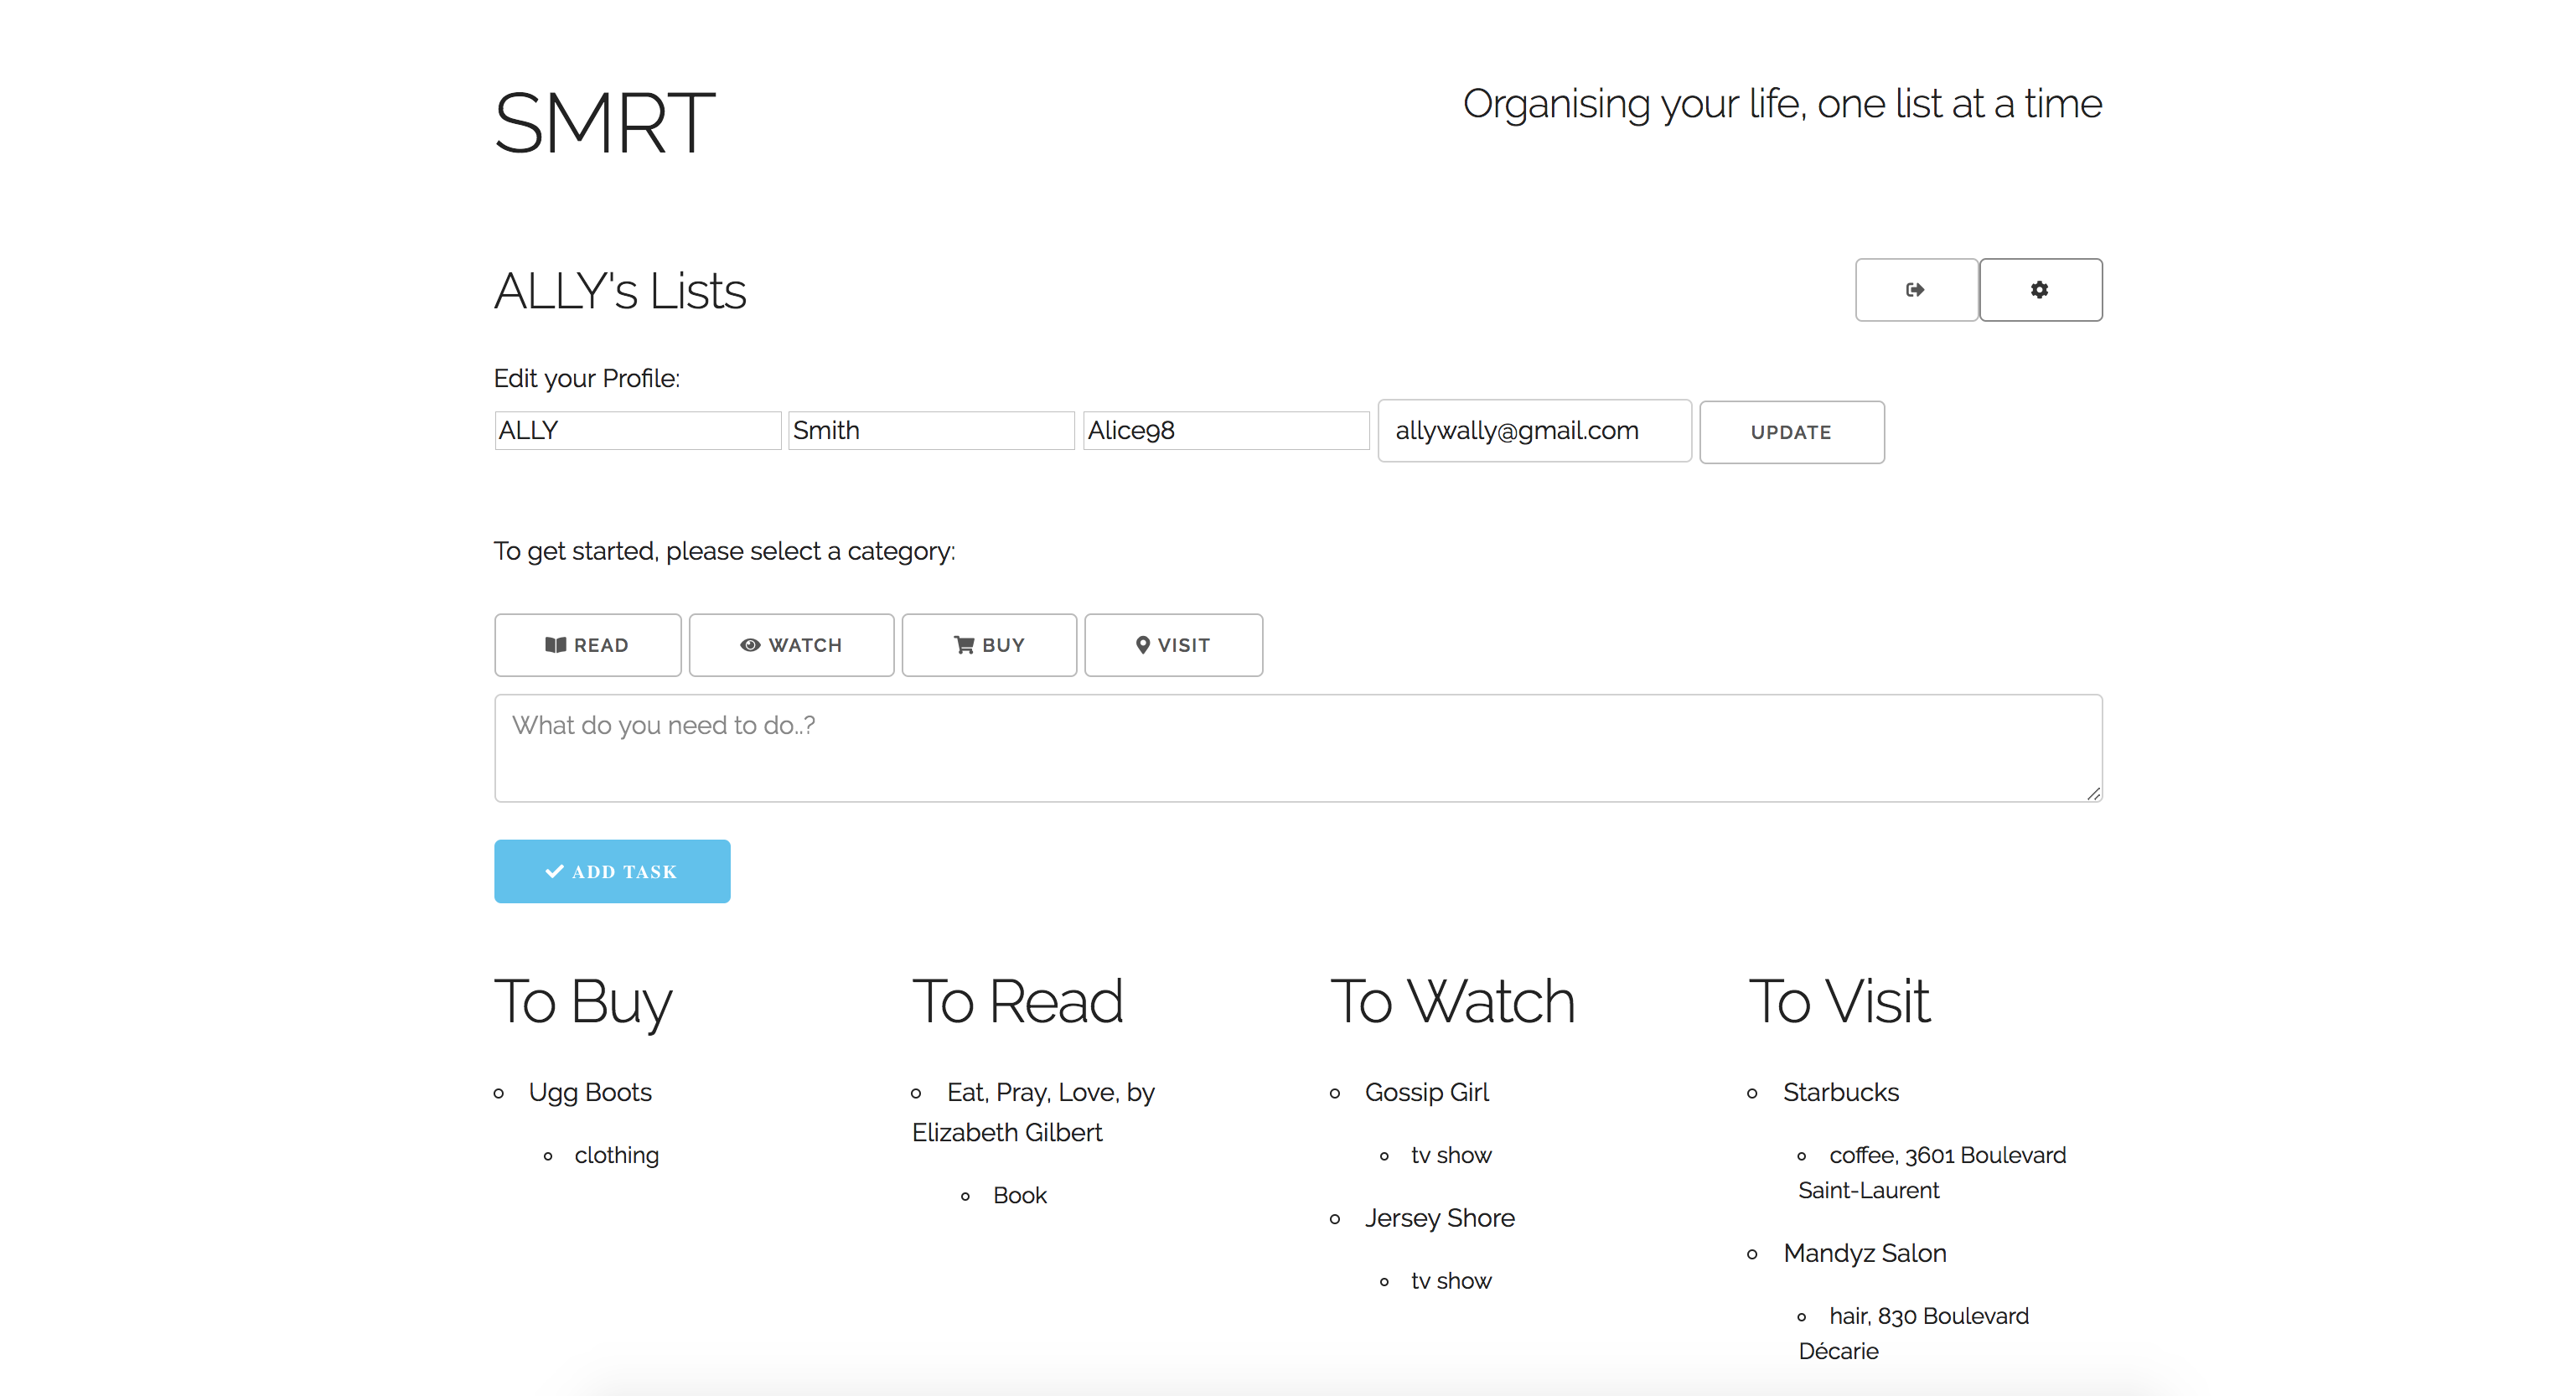 SMRT
Organising your life, one list at a time
ALLY's Lists
Edit your Profile:
ALLY Smith Alice98 allywally@gmail.com UPDATE
To get started, please select a category:
READ WATCH BUY VISIT
What do you need to do..?
ADD TASK
To Buy
Ugg Boots
clothing
To Read
Eat, Pray, Love, by
Elizabeth Gilbert
Book
To Watch
Gossip Girl
tv show
Jersey Shore
tv show
To Visit
Starbucks
coffee, 3601 Boulevard
Saint-Laurent
Mandyz Salon
hair, 830 Boulevard
Décarie